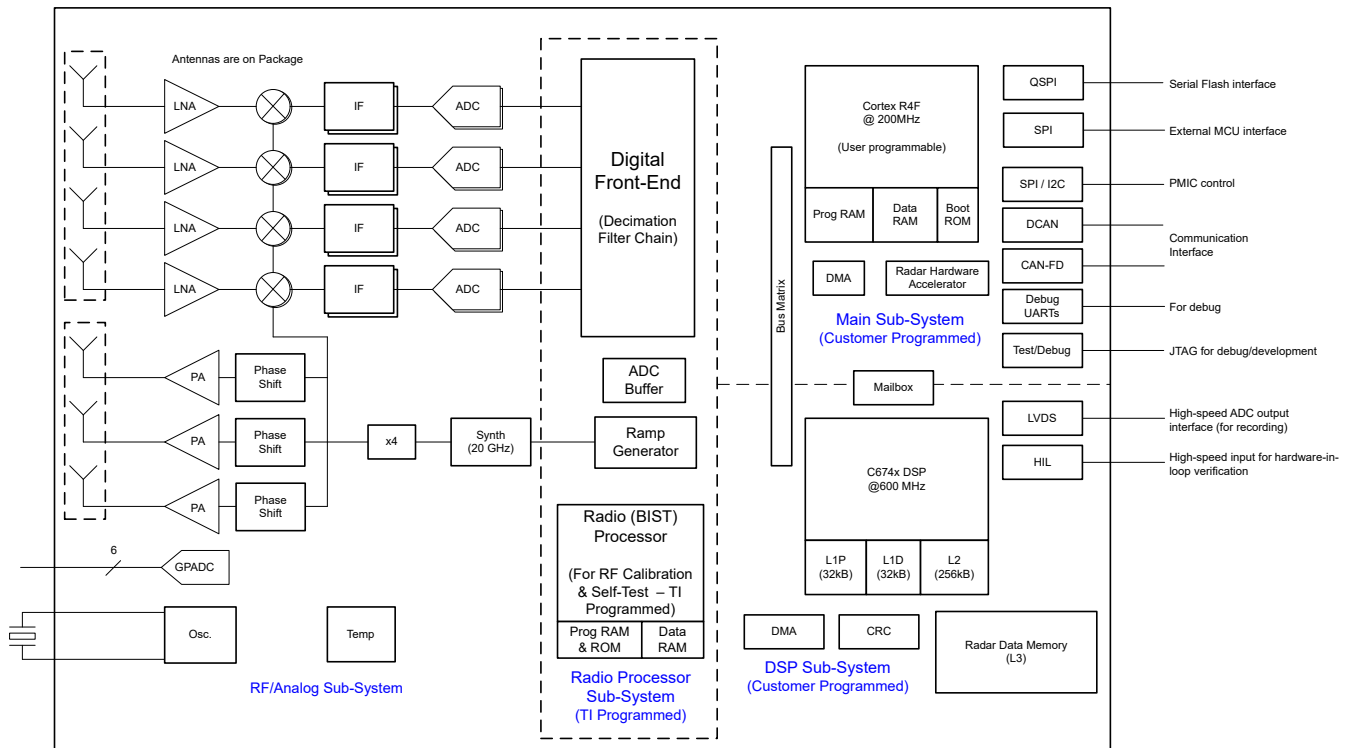 Antennas are on Package
LNA
IF
ADC
LNA
IF
ADC
LNA
IF
ADC
LNA
IF
ADC
PA
Phase
Shift
PA
Phase
Shift
PA
Phase
Shift
x4
Synth
(20 GHz)
6
GPADC
Osc.
Temp
RF/Analog Sub-System
Digital
Front-End
(Decimation
Filter Chain)
ADC
Buffer
Ramp
Generator
Radio (BIST)
Processor
(For RF Calibration
& Self-Test – TI
Programmed)
Prog RAM
& ROM
Data
RAM
Radio Processor
Sub-System
(TI Programmed)
Bus Matrix
Cortex R4F
@ 200MHz
(User programmable)
Prog RAM
Data
RAM
Boot
ROM
DMA
Radar Hardware
Accelerator
Main Sub-System
(Customer Programmed)
Mailbox
C674x DSP
@600 MHz
L1P
(32kB)
L1D
(32kB)
L2
(256kB)
DMA
CRC
DSP Sub-System
(Customer Programmed)
Radar Data Memory
(L3)
QSPI
Serial Flash interface
SPI
External MCU interface
SPI / I2C
PMIC control
DCAN
CAN-FD
Communication
Interface
Debug
UARTs
For debug
Test/Debug
JTAG for debug/development
LVDS
High-speed ADC output
interface (for recording)
HIL
High-speed input for hardware-in-
loop verification